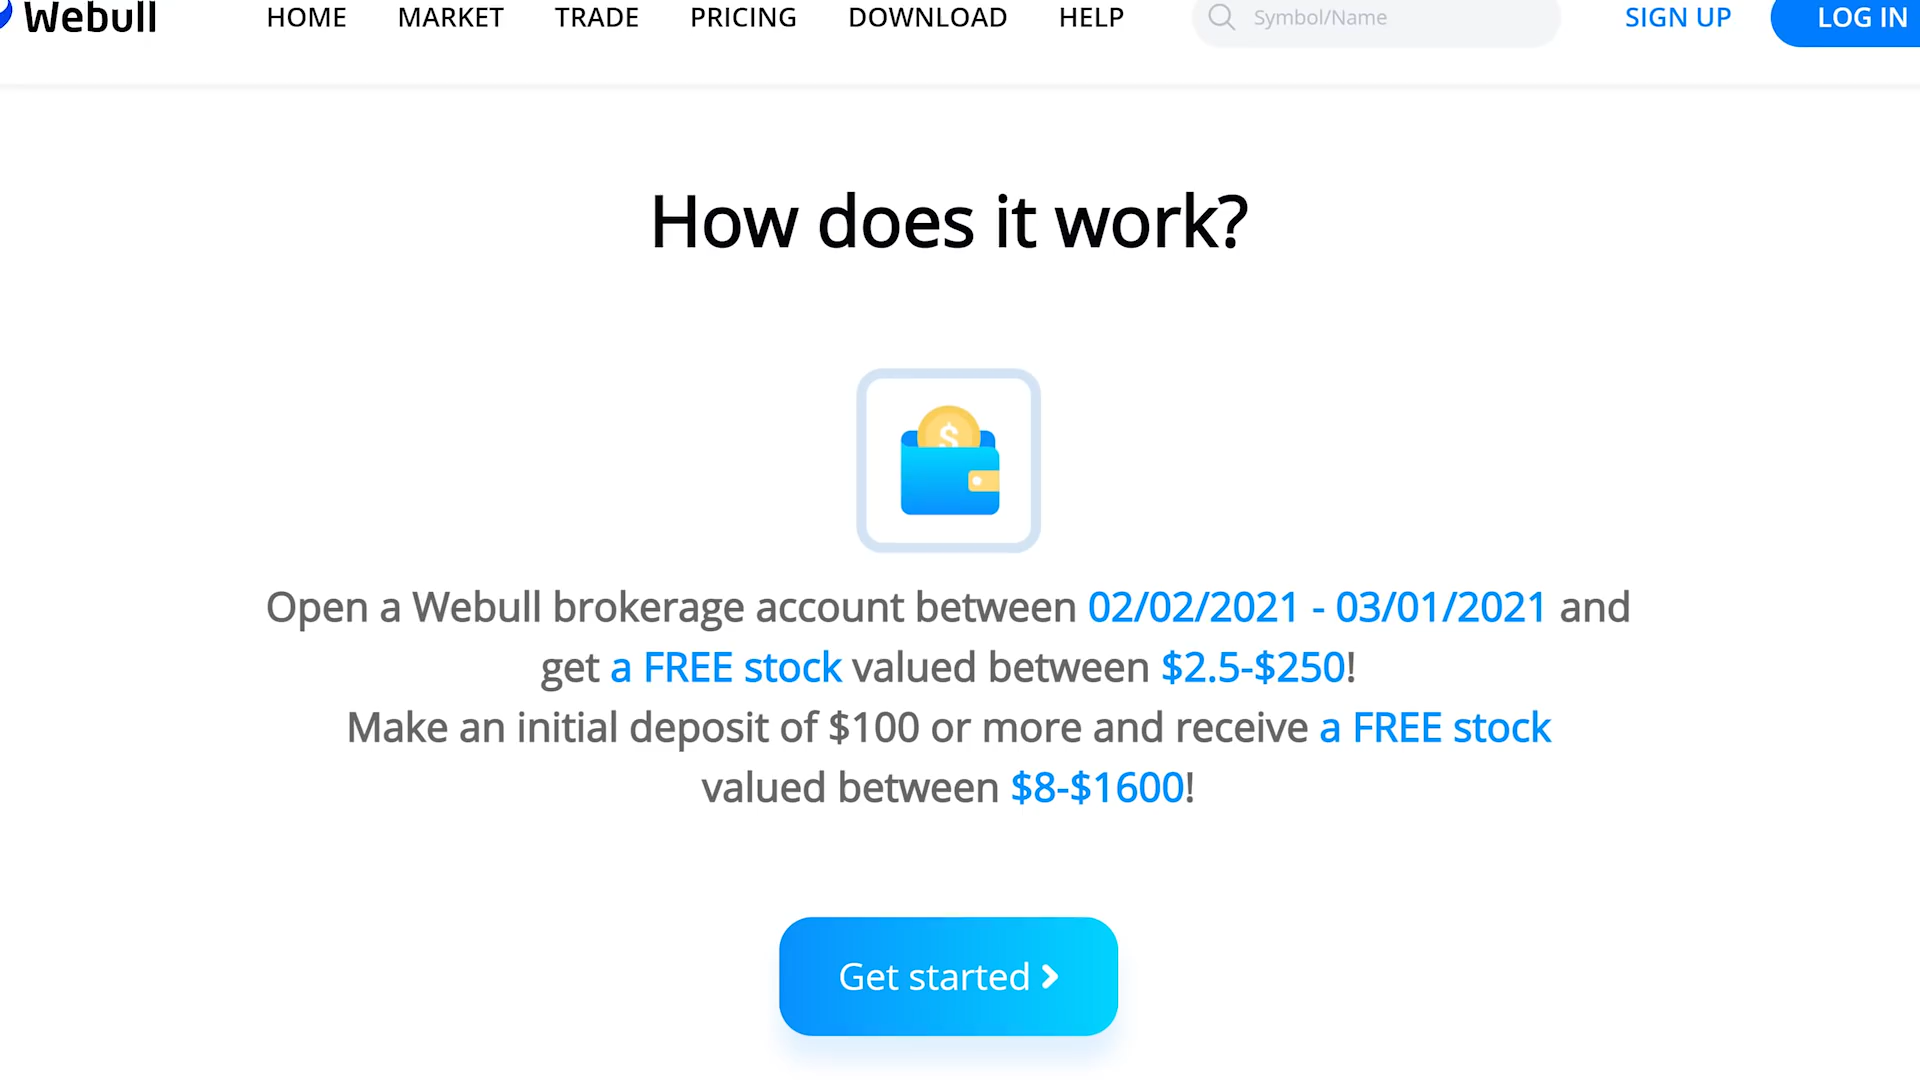 Webull HOME MARKET TRADE PRICING DOWNLOAD HELP Symbol/Name SIGN UP LOG IN
How does it work?
$
Open a Webull brokerage account between 02/02/2021 - 03/01/2021 and
get a FREE stock valued between $2.5-$250!
Make an initial deposit of $100 or more and receive a FREE stock
valued between $8-$1600!
Get started